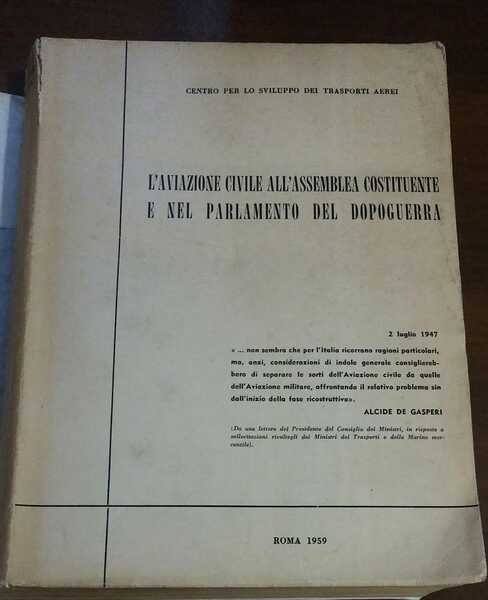 CENTRO PER LO SVILUPPO DEI TRASPORTI AEREI
L'AVIAZIONE CIVILE ALL'ASSEMBLEA COSTITUENTE
E NEL PARLAMENTO DEL DOPOGUERRA
2 luglio 1947
« ... non sembra che per l'Italia ricorrano ragioni particolari,
ma, anzi, considerazioni di indole generale consigliereb-
bero di separare le sorti dell'Aviazione civile da quelle
dell'Aviazione militare, affrontando il relativo problema sin
dall'inizio della fase ricostruttiva».
ALCIDE DE GASPERI
(Da una lettera del Presidente del Consiglio dei Ministri, in risposta a
sollecitazioni rivoltegli dai Ministri dei Trasporti e della Marina mer-
cantile).
ROMA 1959